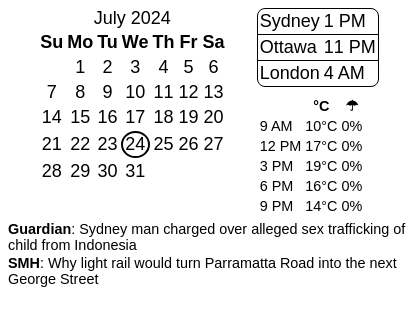 July 2024
Su Mo Tu We Th Fr Sa
1 2 3 4 5 6
7 8 9 10 11 12 13
14 15 16 17 18 19 20
21 22 23 24 25 26 27
28 29 30 31
Sydney 1 PM
Ottawa 11 PM
London 4 AM
°C ☂
9 AM 10°C 0%
12 PM 17°C 0%
3 PM 19°C 0%
6 PM 16°C 0%
9 PM 14°C 0%
Guardian: Sydney man charged over alleged sex trafficking of
child from Indonesia
SMH: Why light rail would turn Parramatta Road into the next
George Street